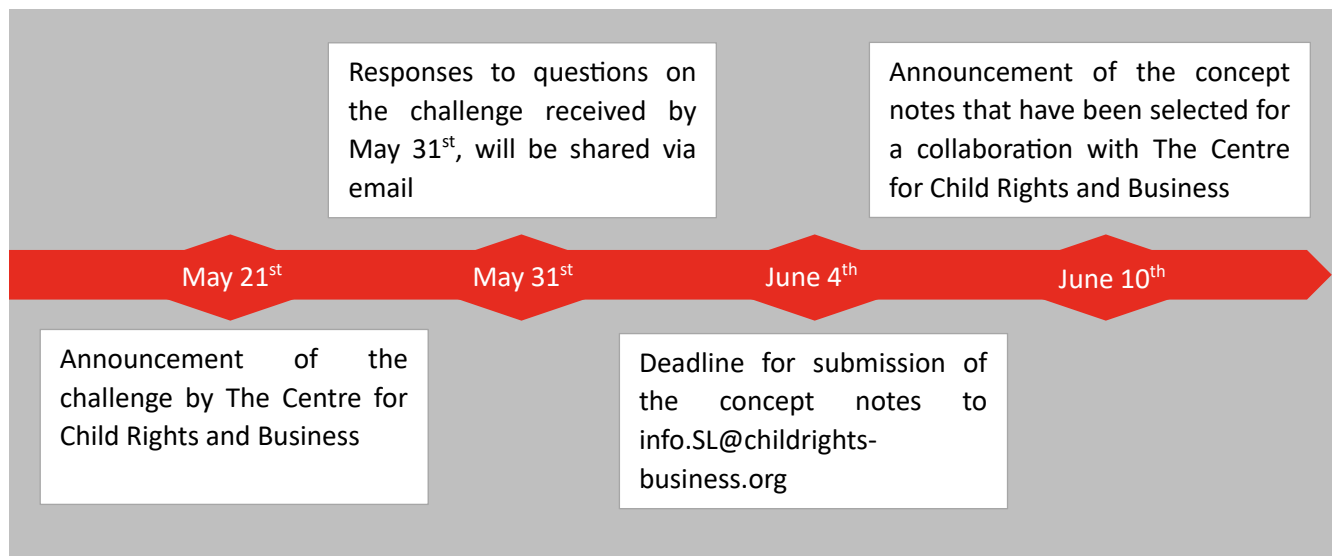 Responses to questions on
the challenge received by
May 31st, will be shared via
email
Announcement of the concept
notes that have been selected for
a collaboration with The Centre
for Child Rights and Business
May 21st
May 31st
June 4th
June 10th
Announcement of the
challenge by The Centre for
Child Rights and Business
Deadline for submission of
the concept notes to
info.SL@childrights-
business.org